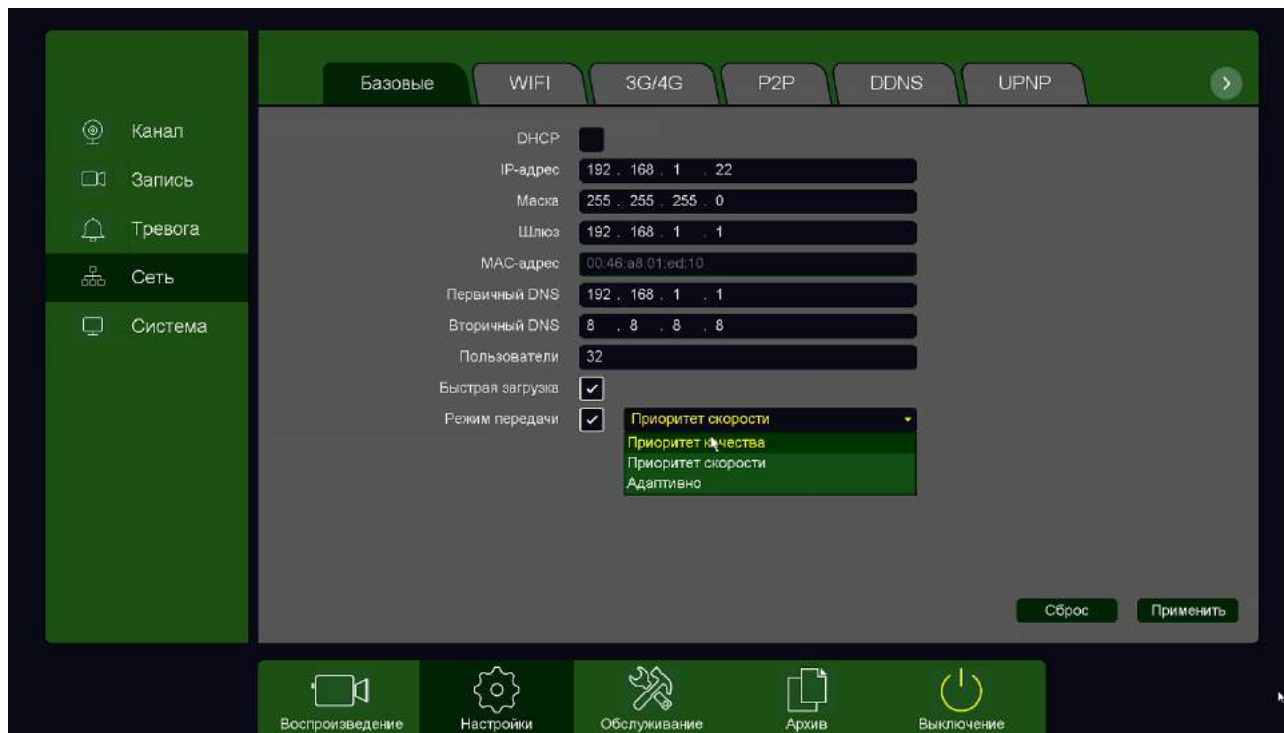 Базовые WIFI 3G/4G P2P DDNS UPNP
Канал
Запись
Тревога
Сеть
Система
DHCP
IP-адрес 192 . 168 . 1 . 22
Маска 255 . 255 . 255 . 0
Шлюз 192 . 168 . 1 . 1
MAC-адрес 00:46:a8:01:ed:10
Первичный DNS 192 . 168 . 1 . 1
Вторичный DNS 8 . 8 . 8 . 8
Пользователи 32
Быстрая загрузка
Режим передачи Приоритет скорости
Приоритет качества
Приоритет скорости
Адаптивно
Сброс Применить
Воспроизведение Настройки Обслуживание Архив Выключение